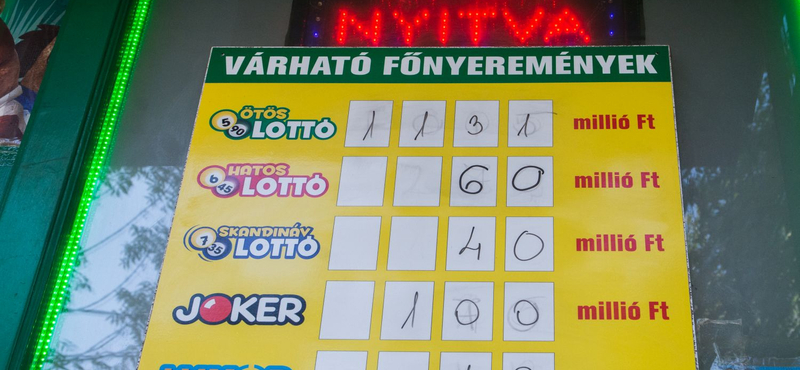 NYITVA
VÁRHATÓ FŐNYEREMÉNYEK
5 90 ÖTÖS LOTTÓ 1 1 3 1 millió Ft
6 45 HATOS LOTTÓ 6 0 millió Ft
7 35 SKANDINÁV LOTTÓ 4 0 millió Ft
JOKER 1 0 0 millió Ft